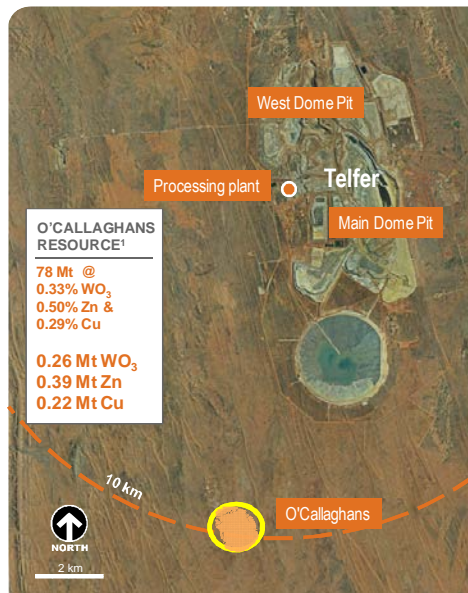 West Dome Pit
Processing plant
Telfer
Main Dome Pit
O'CALLAGHANS
RESOURCE¹
78 Mt @
0.33% WO₃
0.50% Zn &
0.29% Cu
0.26 Mt WO₃
0.39 Mt Zn
0.22 Mt Cu
10 km
O'Callaghans
NORTH
2 km